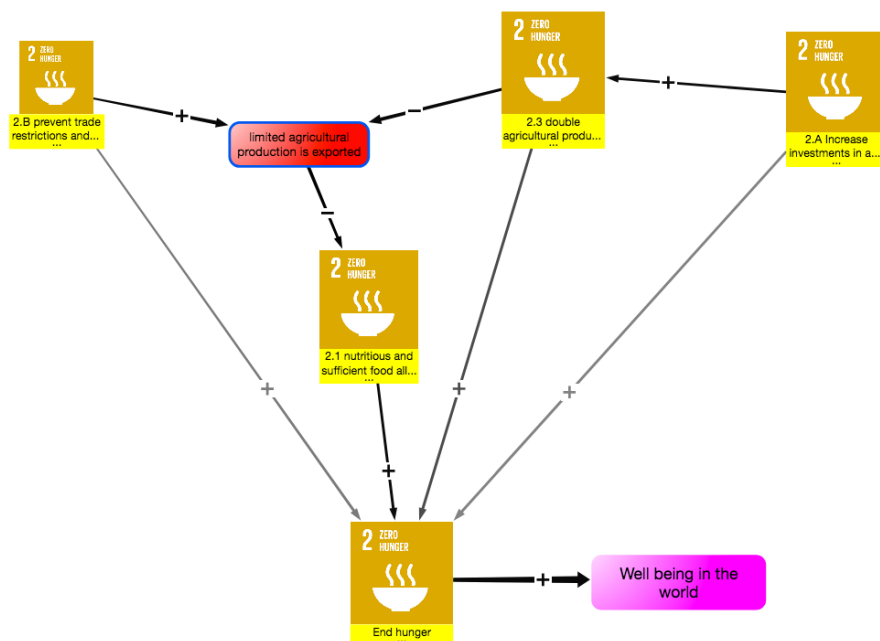 2 ZERO
HUNGER
2.B prevent trade
restrictions and...
...
2 ZERO
HUNGER
2.3 double
agricultural produ...
...
2 ZERO
HUNGER
2.A Increase
investments in a...
...
+
−
+
limited agricultural
production is exported
−
2 ZERO
HUNGER
2.1 nutritious and
sufficient food all...
...
+
+
+
+
2 ZERO
HUNGER
End hunger
+
Well being in the
world